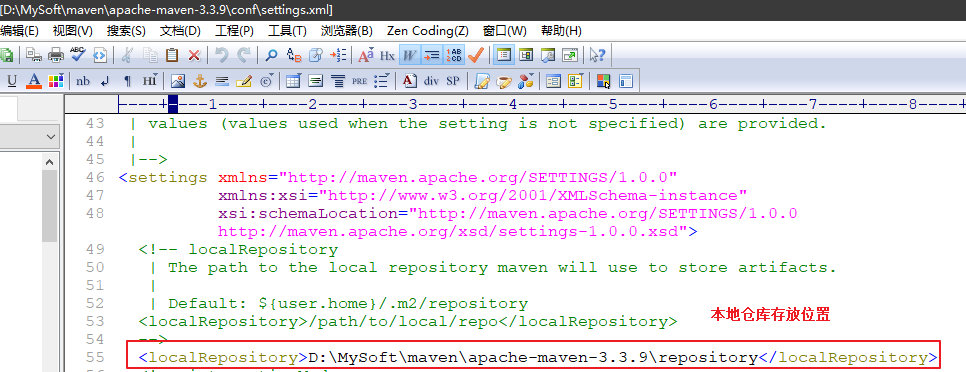 [D:\MySoft\maven\apache-maven-3.3.9\conf\settings.xml]
编辑(E) 视图(V) 搜索(S) 文档(D) 工程(P) 工具(T) 浏览器(B) Zen Coding(Z) 窗口(W) 帮助(H)
U A nb ↵ ¶ HI PRE A div SP
1 2 3 4 5 6 7 8
43 | values (values used when the setting is not specified) are provided.
44 |
45 |-->
46 <settings xmlns="http://maven.apache.org/SETTINGS/1.0.0"
47 xmlns:xsi="http://www.w3.org/2001/XMLSchema-instance"
48 xsi:schemaLocation="http://maven.apache.org/SETTINGS/1.0.0
http://maven.apache.org/xsd/settings-1.0.0.xsd">
49 <!-- localRepository
50 | The path to the local repository maven will use to store artifacts.
51 |
52 | Default: ${user.home}/.m2/repository
53 <localRepository>/path/to/local/repo</localRepository>
本地仓库存放位置
54 -->
55 <localRepository>D:\MySoft\maven\apache-maven-3.3.9\repository</localRepository>